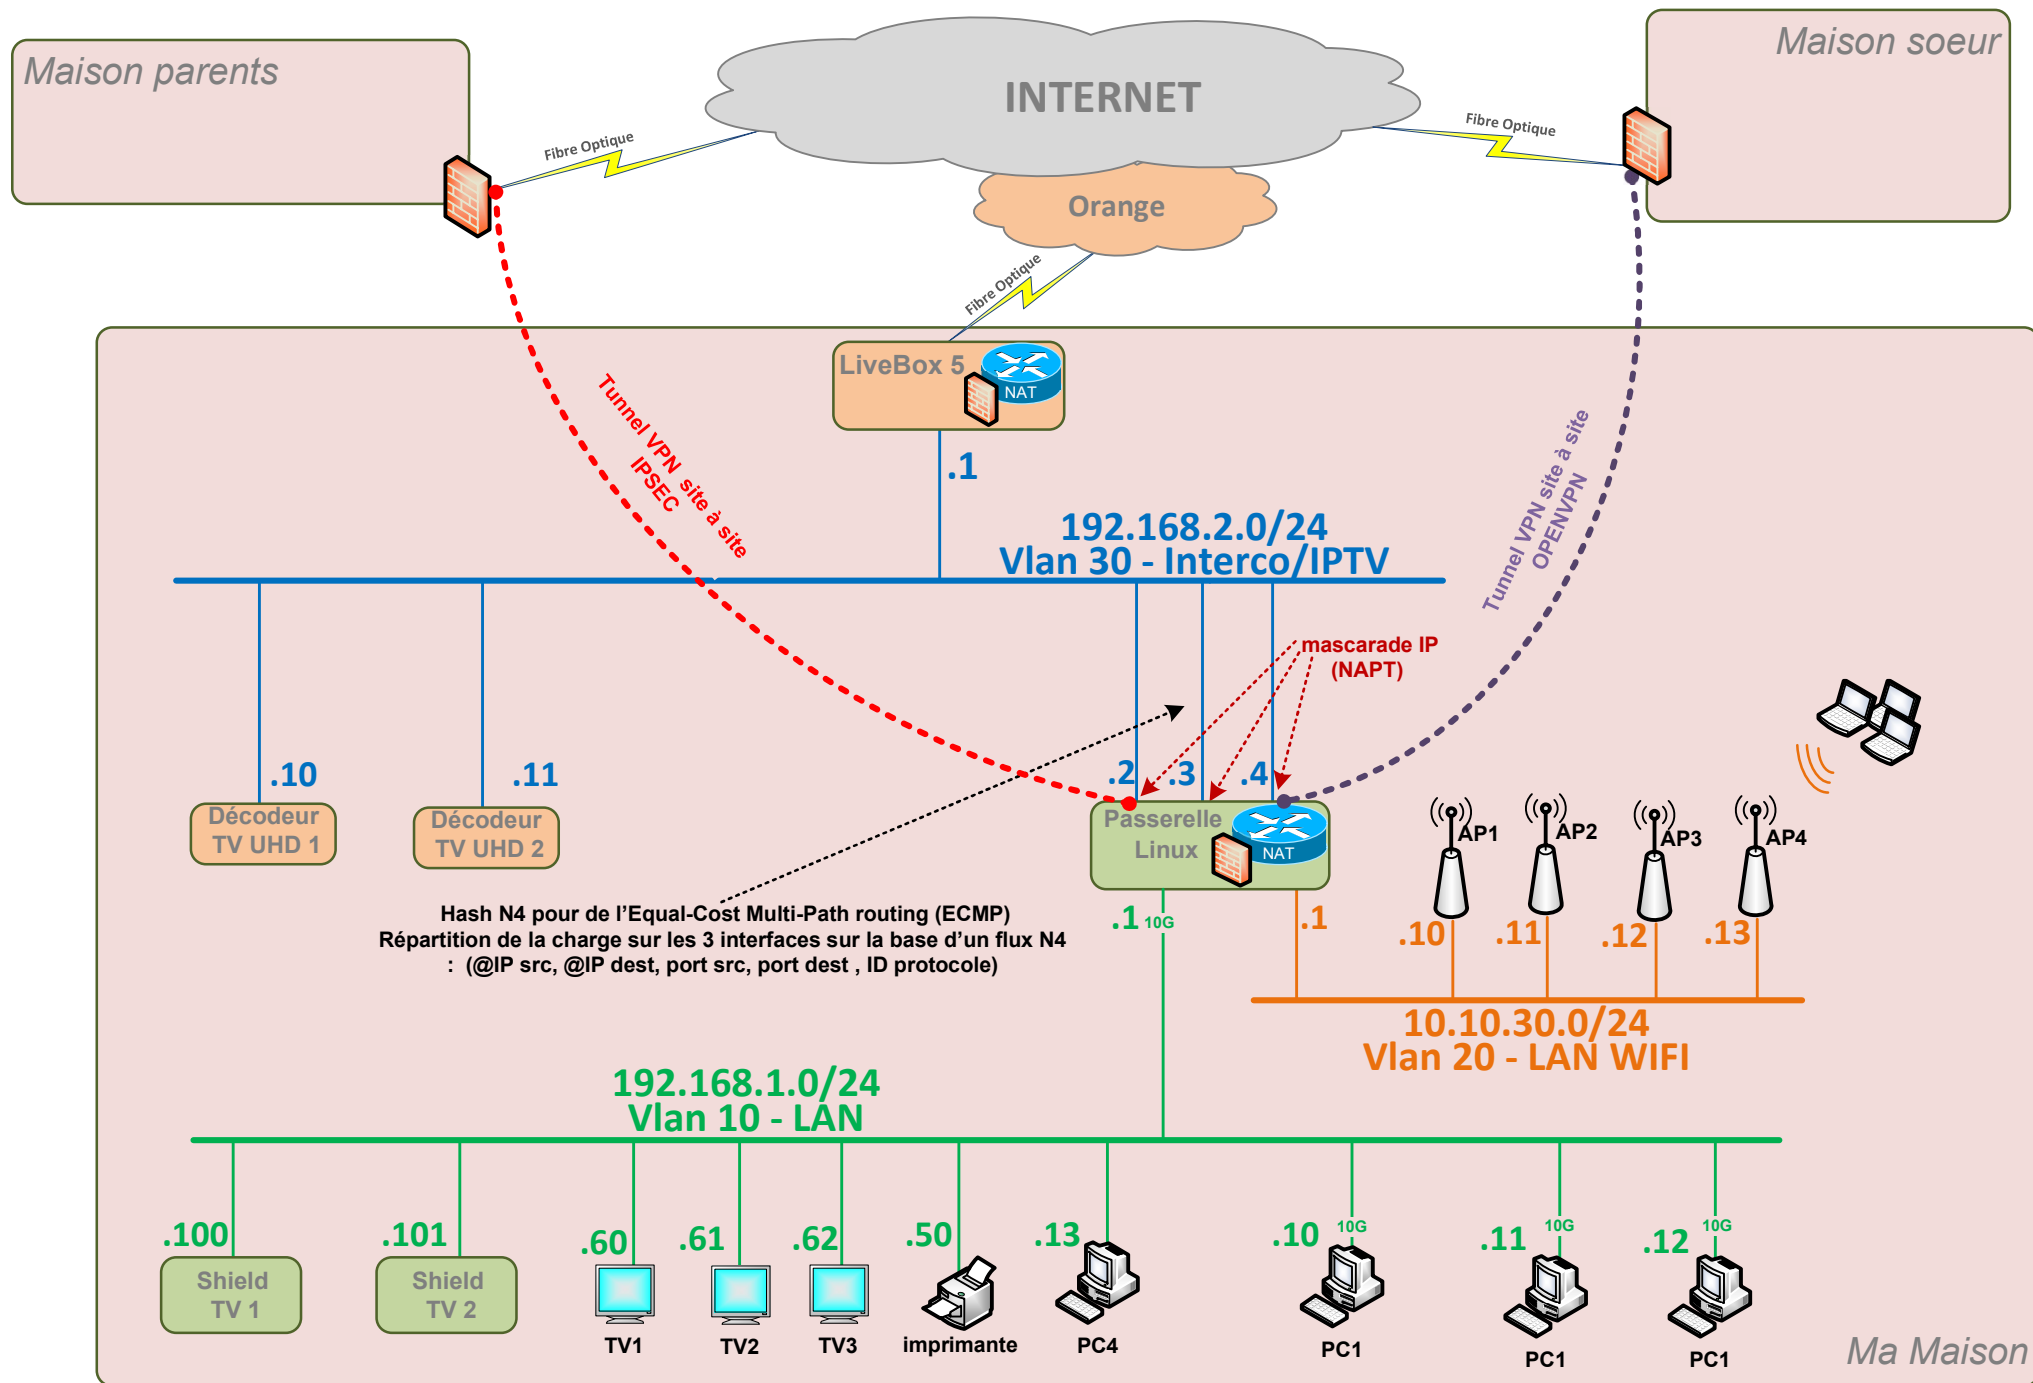 Maison parents
INTERNET
Maison soeur
Fibre Optique
Fibre Optique
Orange
Fibre Optique
LiveBox 5
NAT
.1
Tunnel VPN site à site
IPSEC
Tunnel VPN site à site
OPENVPN
192.168.2.0/24
Vlan 30 - Interco/IPTV
mascarade IP
(NAPT)
.10
.11
.2
.3
.4
Décodeur
TV UHD 1
Décodeur
TV UHD 2
Passerelle
Linux
NAT
AP1
AP2
AP3
AP4
Hash N4 pour de l'Equal-Cost Multi-Path routing (ECMP)
Répartition de la charge sur les 3 interfaces sur la base d'un flux N4
: (@IP src, @IP dest, port src, port dest , ID protocole)
.1 10G
.1
.10
.11
.12
.13
10.10.30.0/24
Vlan 20 - LAN WIFI
192.168.1.0/24
Vlan 10 - LAN
.100
.101
.60
.61
.62
.50
.13
.10 10G
.11 10G
.12 10G
Shield
TV 1
Shield
TV 2
TV1
TV2
TV3
imprimante
PC4
PC1
PC1
PC1
Ma Maison